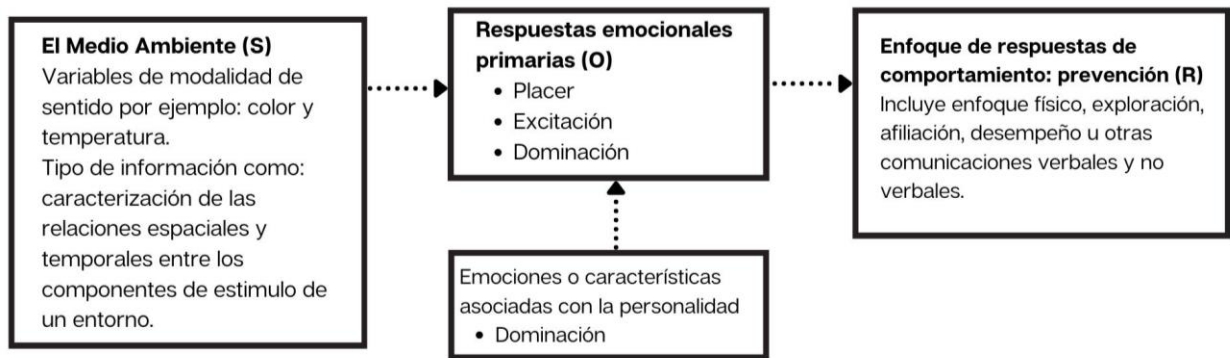 El Medio Ambiente (S)
Variables de modalidad de
sentido por ejemplo: color y
temperatura.
Tipo de información como:
caracterización de las
relaciones espaciales y
temporales entre los
componentes de estimulo de
un entorno.
Respuestas emocionales
primarias (O)
• Placer
• Excitación
• Dominación
Emociones o características
asociadas con la personalidad
• Dominación
Enfoque de respuestas de
comportamiento: prevención (R)
Incluye enfoque físico, exploración,
afiliación, desempeño u otras
comunicaciones verbales y no
verbales.